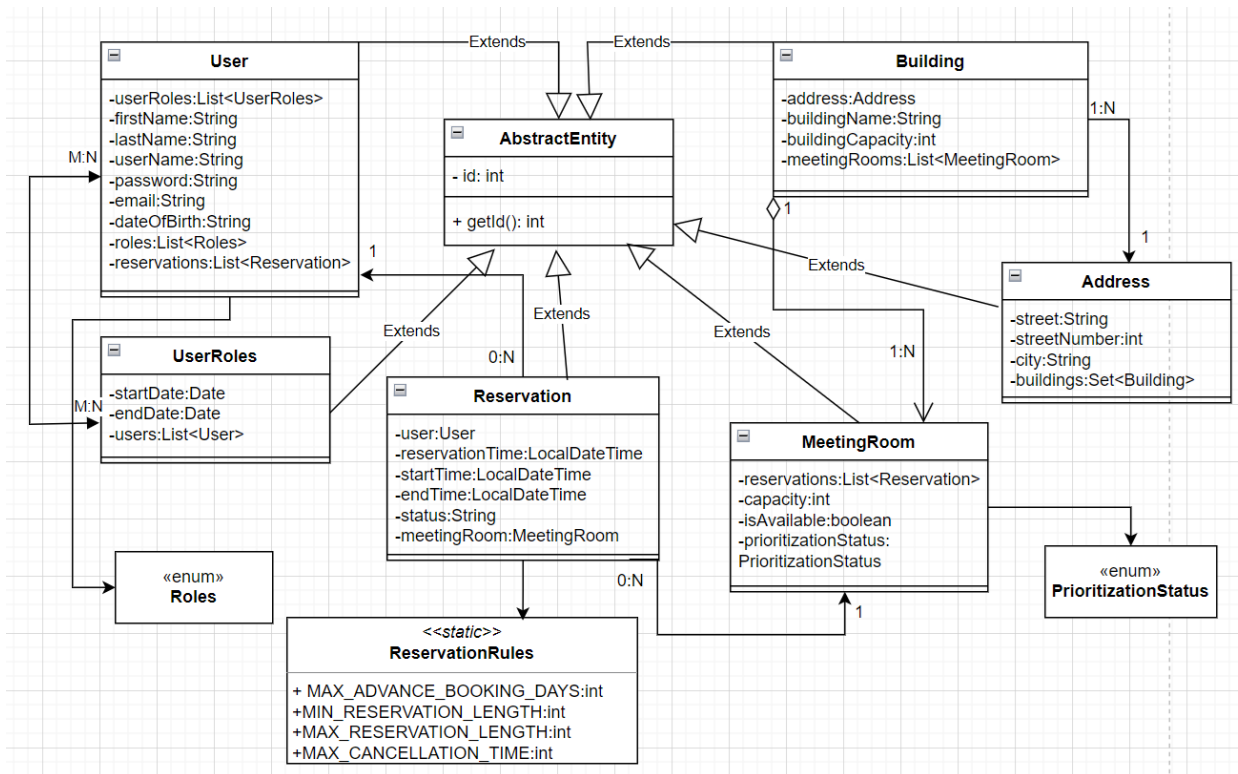 Extends
Extends
User
-userRoles:List<UserRoles>
-firstName:String
-lastName:String
-userName:String
-password:String
-email:String
-dateOfBirth:String
-roles:List<Roles>
-reservations:List<Reservation>
M:N
AbstractEntity
- id: int
+ getId(): int
Building
-address:Address
-buildingName:String
-buildingCapacity:int
-meetingRooms:List<MeetingRoom>
1:N
1
1
1
Extends
Address
-street:String
-streetNumber:int
-city:String
-buildings:Set<Building>
Extends
Extends
Extends
UserRoles
-startDate:Date
-endDate:Date
-users:List<User>
M:N
0:N
1:N
Reservation
-user:User
-reservationTime:LocalDateTime
-startTime:LocalDateTime
-endTime:LocalDateTime
-status:String
-meetingRoom:MeetingRoom
MeetingRoom
-reservations:List<Reservation>
-capacity:int
-isAvailable:boolean
-prioritizationStatus:
PrioritizationStatus
«enum»
Roles
0:N
1
«enum»
PrioritizationStatus
<<static>>
ReservationRules
+ MAX_ADVANCE_BOOKING_DAYS:int
+MIN_RESERVATION_LENGTH:int
+MAX_RESERVATION_LENGTH:int
+MAX_CANCELLATION_TIME:int